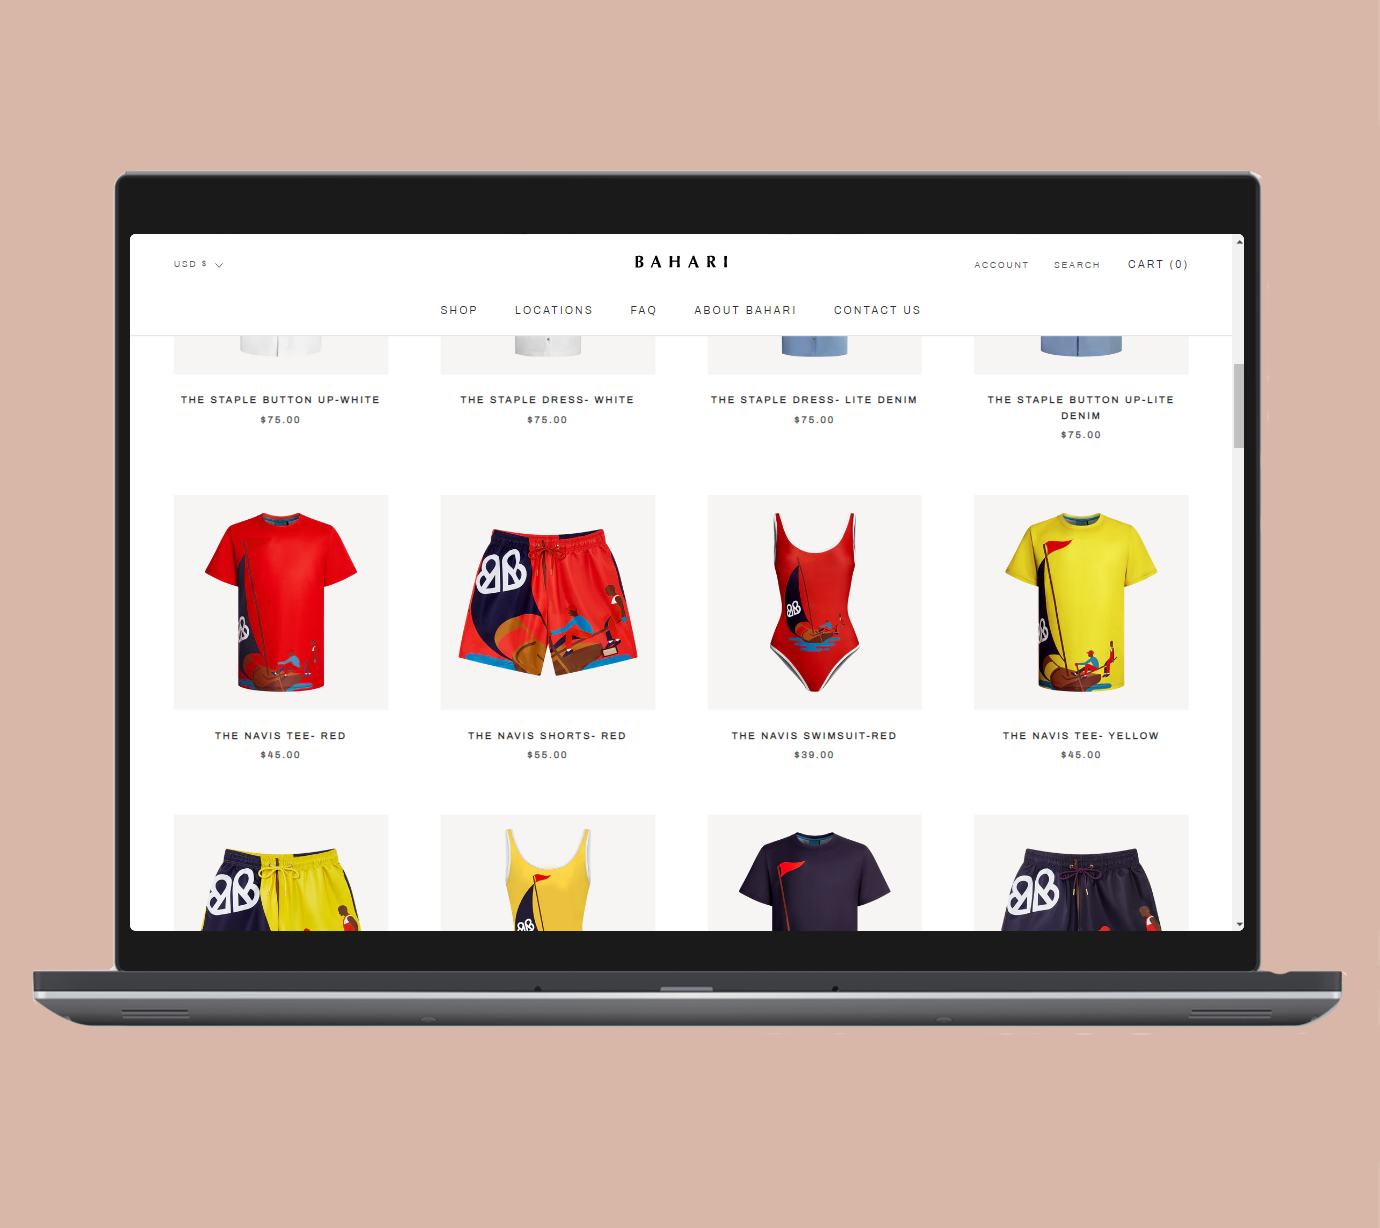 USD $
BAHARI
ACCOUNT SEARCH CART (0)
SHOP LOCATIONS FAQ ABOUT BAHARI CONTACT US
THE STAPLE BUTTON UP-WHITE
$75.00
THE STAPLE DRESS- WHITE
$75.00
THE STAPLE DRESS- LITE DENIM
$75.00
THE STAPLE BUTTON UP-LITE
DENIM
$75.00
THE NAVIS TEE- RED
$45.00
THE NAVIS SHORTS- RED
$55.00
THE NAVIS SWIMSUIT-RED
$39.00
THE NAVIS TEE- YELLOW
$45.00